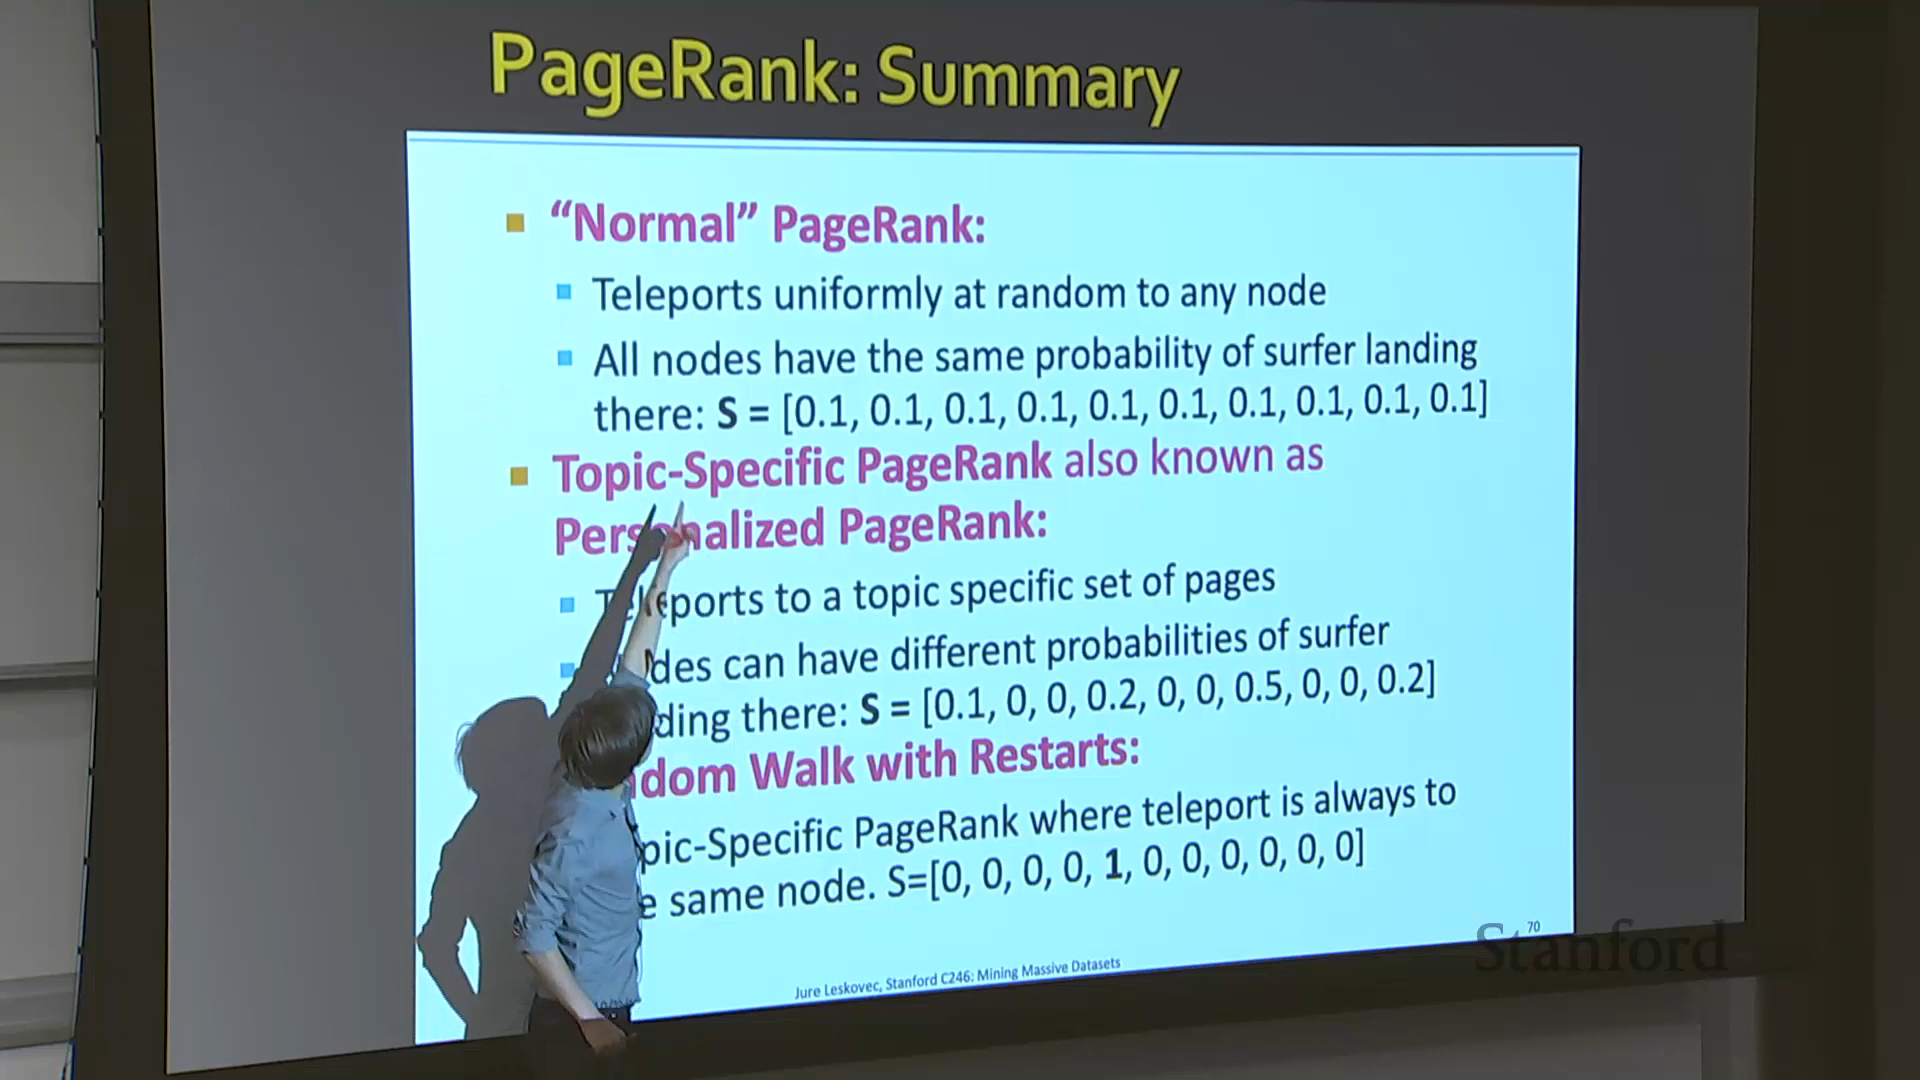 PageRank: Summary
“Normal” PageRank:
Teleports uniformly at random to any node
All nodes have the same probability of surfer landing
there: S = [0.1, 0.1, 0.1, 0.1, 0.1, 0.1, 0.1, 0.1, 0.1, 0.1]
Topic-Specific PageRank also known as
Personalized PageRank:
Teleports to a topic specific set of pages
des can have different probabilities of surfer
ding there: S = [0.1, 0, 0, 0.2, 0, 0, 0.5, 0, 0, 0.2]
dom Walk with Restarts:
pic-Specific PageRank where teleport is always to
e same node. S=[0, 0, 0, 0, 1, 0, 0, 0, 0, 0, 0]
70
Stanford
Jure Leskovec, Stanford C246: Mining Massive Datasets